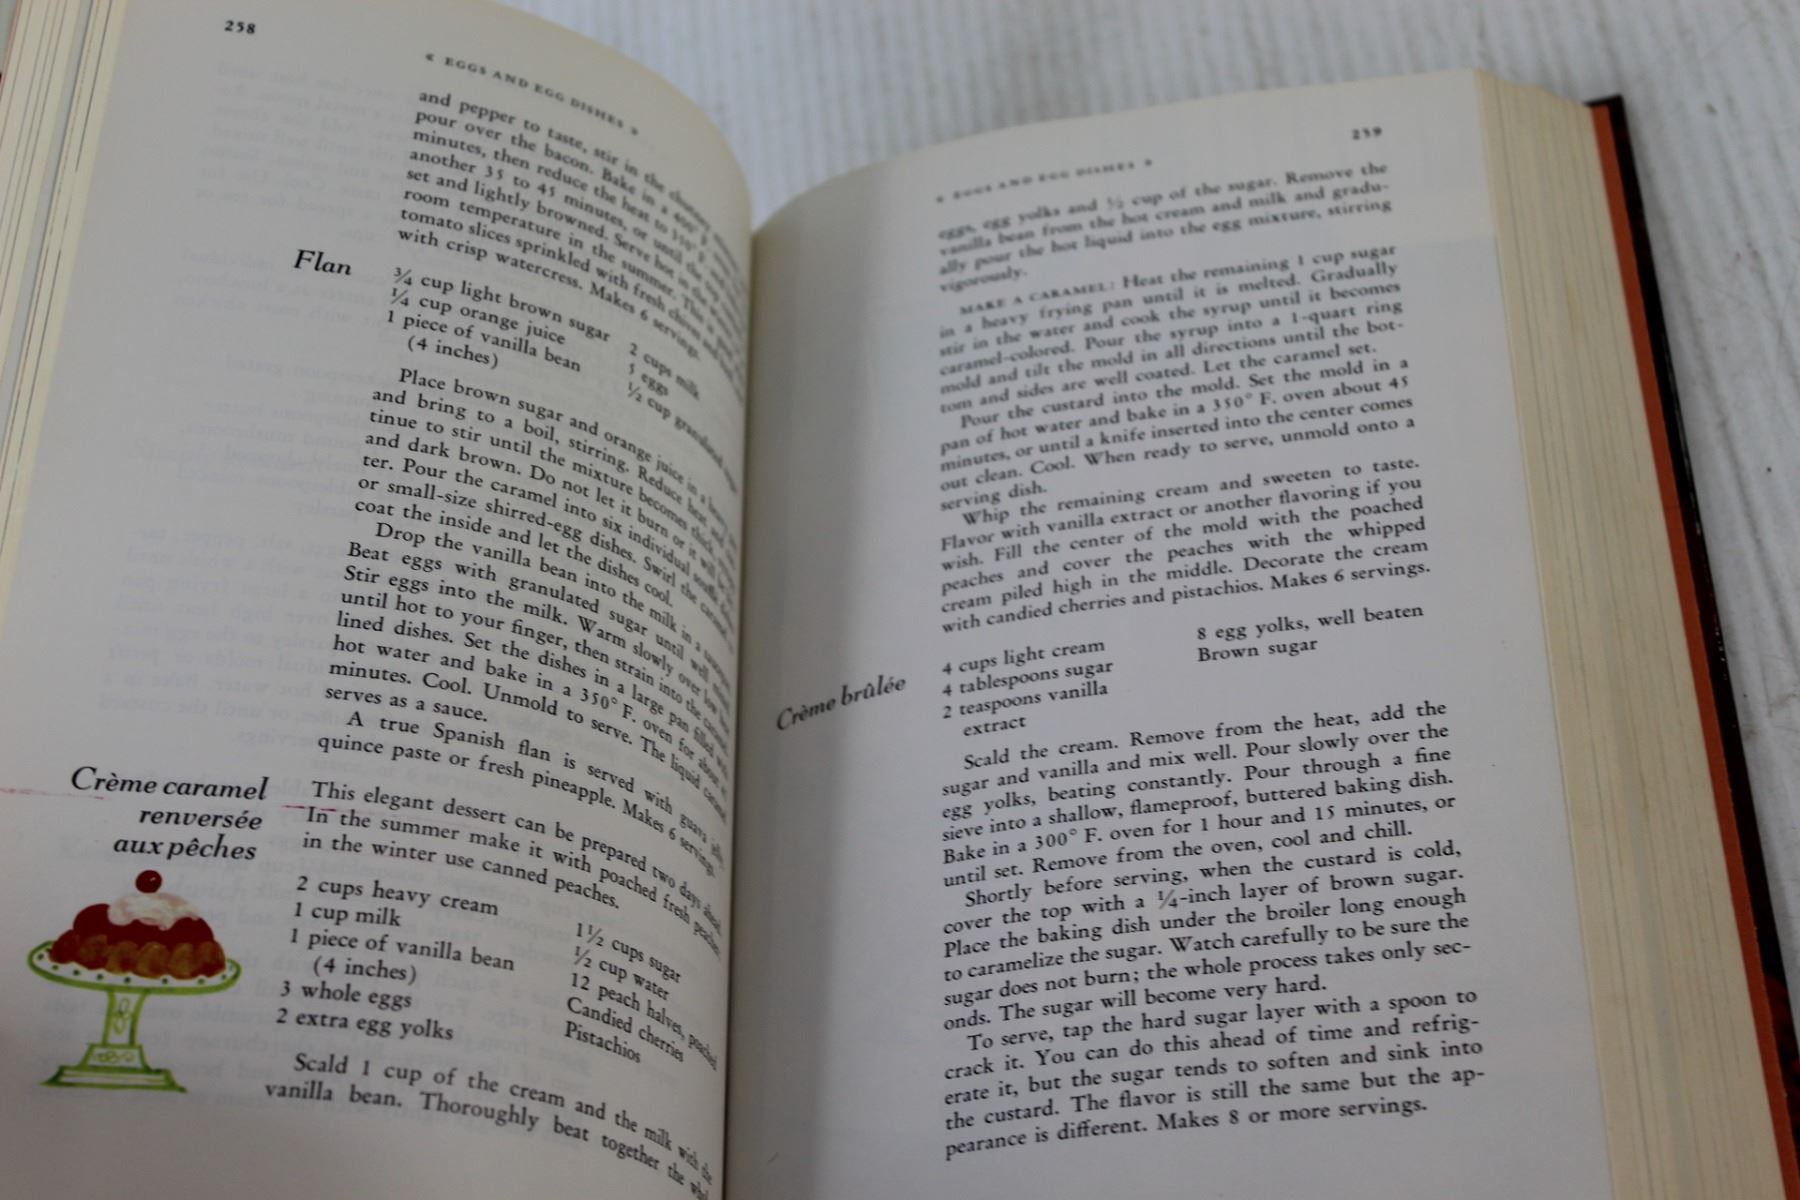 258
« EGGS AND EGG DISHES »
and pepper to taste, stir in the
pour over the bacon. Bake in a 400° F.
minutes, then reduce the heat to 350° F. and
another 35 to 45 minutes, or until the
set and lightly browned. Serve hot in the
room temperature in the summer. This is
tomato slices sprinkled with fresh chives and
with crisp watercress. Makes 6 servings.
Flan
¾ cup light brown sugar
¼ cup orange juice
1 piece of vanilla bean
(4 inches)
2 cups milk
5 eggs
½ cup granulated sugar
Place brown sugar and orange juice in a heavy
and bring to a boil, stirring. Reduce heat
tinue to stir until the mixture becomes thick
and dark brown. Do not let it burn or it will be
ter. Pour the caramel into six individual soufflé
or small-size shirred-egg dishes. Swirl the caramel
coat the inside and let the dishes cool.
Drop the vanilla bean into the milk in a
Beat eggs with granulated sugar until well mixed.
Stir eggs into the milk. Warm slowly over low heat
until hot to your finger, then strain into the caramel-
lined dishes. Set the dishes in a large pan filled with
hot water and bake in a 350° F. oven for about
minutes. Cool. Unmold to serve. The liquid caramel
serves as a sauce.
A true Spanish flan is served with guava jelly,
quince paste or fresh pineapple. Makes 6 servings.
Crème caramel
renversée
aux pêches
This elegant dessert can be prepared two days ahead.
In the summer make it with poached fresh peaches;
in the winter use canned peaches.
2 cups heavy cream
1 cup milk
1 piece of vanilla bean
(4 inches)
3 whole eggs
2 extra egg yolks
1½ cups sugar
½ cup water
12 peach halves, poached
Candied cherries
Pistachios
Scald 1 cup of the cream and the milk with the
vanilla bean. Thoroughly beat together the whole
259
« EGGS AND EGG DISHES »
eggs, egg yolks and ½ cup of the sugar. Remove the
vanilla bean from the hot cream and milk and gradu-
ally pour the hot liquid into the egg mixture, stirring
vigorously.
MAKE A CARAMEL: Heat the remaining 1 cup sugar
in a heavy frying pan until it is melted. Gradually
stir in the water and cook the syrup until it becomes
caramel-colored. Pour the syrup into a 1-quart ring
mold and tilt the mold in all directions until the bot-
tom and sides are well coated. Let the caramel set.
Pour the custard into the mold. Set the mold in a
pan of hot water and bake in a 350° F. oven about 45
minutes, or until a knife inserted into the center comes
out clean. Cool. When ready to serve, unmold onto a
serving dish.
Whip the remaining cream and sweeten to taste.
Flavor with vanilla extract or another flavoring if you
wish. Fill the center of the mold with the poached
peaches and cover the peaches with the whipped
cream piled high in the middle. Decorate the cream
with candied cherries and pistachios. Makes 6 servings.
Crème brûlée
4 cups light cream
4 tablespoons sugar
2 teaspoons vanilla
extract
8 egg yolks, well beaten
Brown sugar
Scald the cream. Remove from the heat, add the
sugar and vanilla and mix well. Pour slowly over the
egg yolks, beating constantly. Pour through a fine
sieve into a shallow, flameproof, buttered baking dish.
Bake in a 300° F. oven for 1 hour and 15 minutes, or
until set. Remove from the oven, cool and chill.
Shortly before serving, when the custard is cold,
cover the top with a ¼-inch layer of brown sugar.
Place the baking dish under the broiler long enough
to caramelize the sugar. Watch carefully to be sure the
sugar does not burn; the whole process takes only sec-
onds. The sugar will become very hard.
To serve, tap the hard sugar layer with a spoon to
crack it. You can do this ahead of time and refrig-
erate it, but the sugar tends to soften and sink into
the custard. The flavor is still the same but the ap-
pearance is different. Makes 8 or more servings.